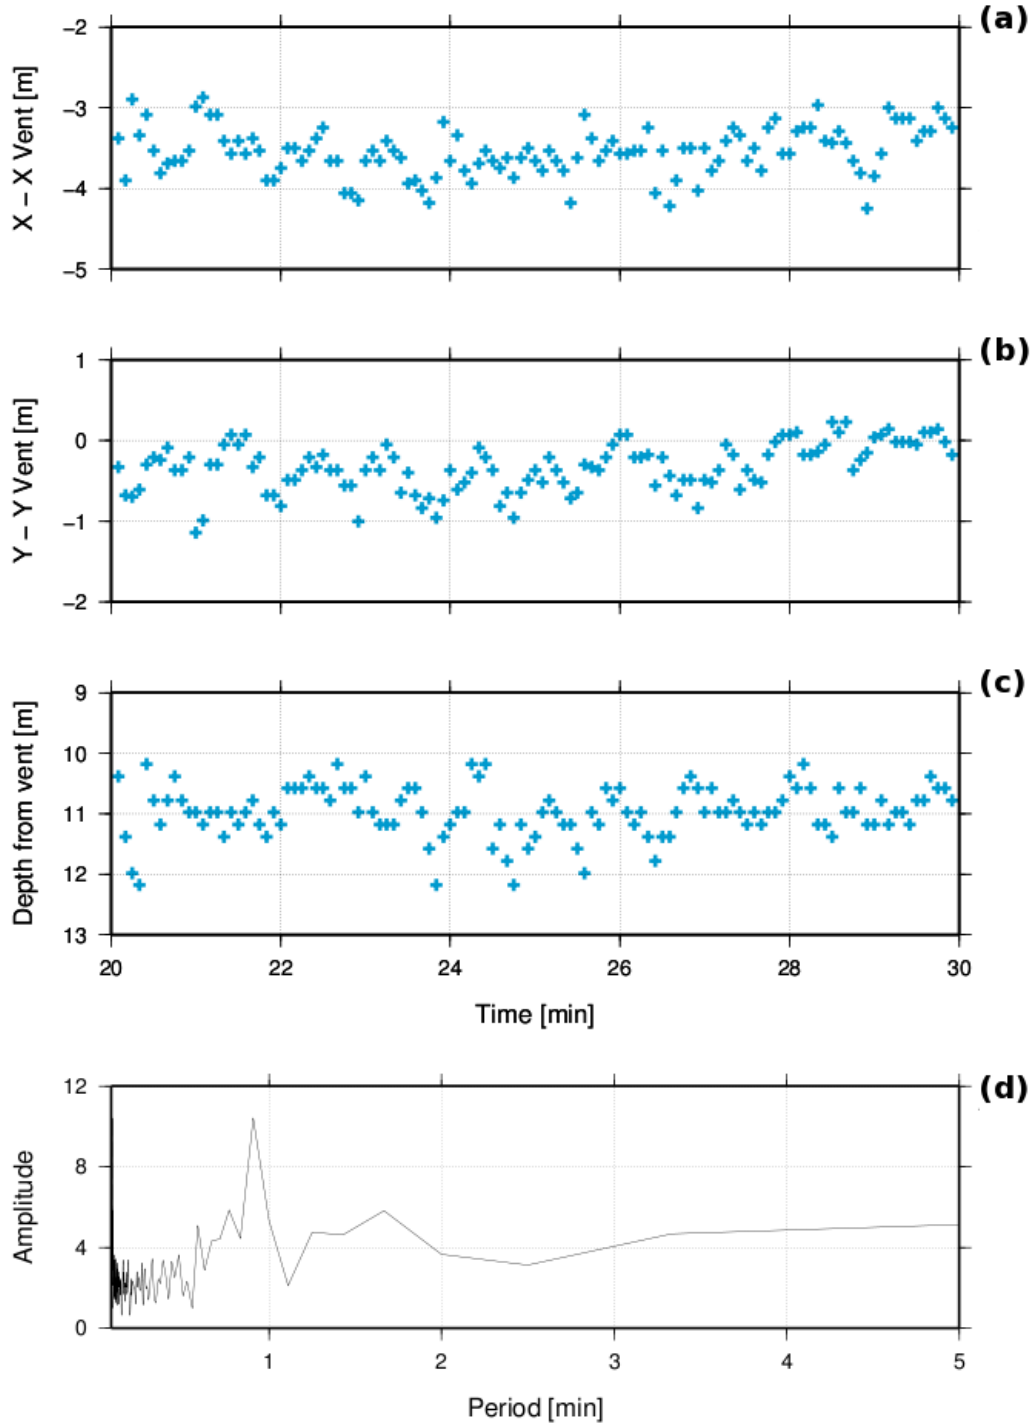 (a)
X – X Vent [m]
–2
–3
–4
–5
(b)
Y – Y Vent [m]
1
0
–1
–2
(c)
Depth from vent [m]
9
10
11
12
13
20 22 24 26 28 30
Time [min]
(d)
Amplitude
12
8
4
0
1 2 3 4 5
Period [min]